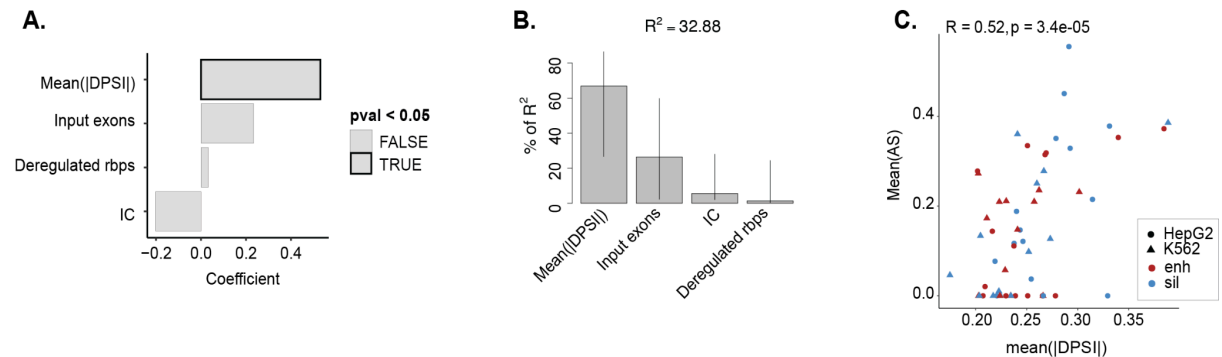 A.
Mean(|DPSI|)
Input exons
Deregulated rbps
IC
−0.2 0.0 0.2 0.4
Coefficient
pval < 0.05
FALSE
TRUE
B.
R² = 32.88
% of R²
80
60
40
20
0
Mean(|DPSI|)
Input exons
IC
Deregulated rbps
C.
R = 0.52, p = 3.4e-05
Mean(AS)
0.4
0.2
0.0
0.20 0.25 0.30 0.35
mean(|DPSI|)
HepG2
K562
enh
sil